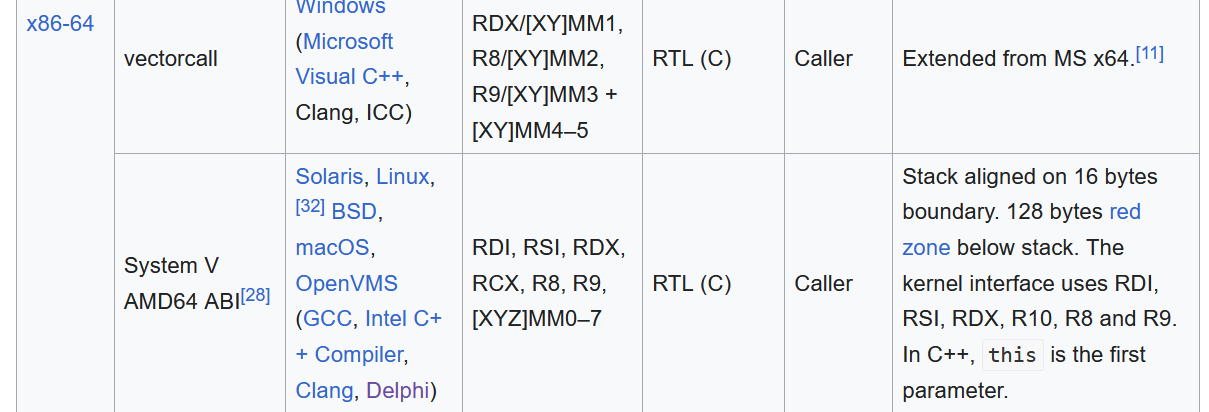 x86-64
vectorcall
Windows
(Microsoft
Visual C++,
Clang, ICC)
RDX/[XY]MM1,
R8/[XY]MM2,
R9/[XY]MM3 +
[XY]MM4–5
RTL (C)
Caller
Extended from MS x64.[11]
System V
AMD64 ABI[28]
Solaris, Linux,
[32] BSD,
macOS,
OpenVMS
(GCC, Intel C+
+ Compiler,
Clang, Delphi)
RDI, RSI, RDX,
RCX, R8, R9,
[XYZ]MM0–7
RTL (C)
Caller
Stack aligned on 16 bytes
boundary. 128 bytes red
zone below stack. The
kernel interface uses RDI,
RSI, RDX, R10, R8 and R9.
In C++, this is the first
parameter.